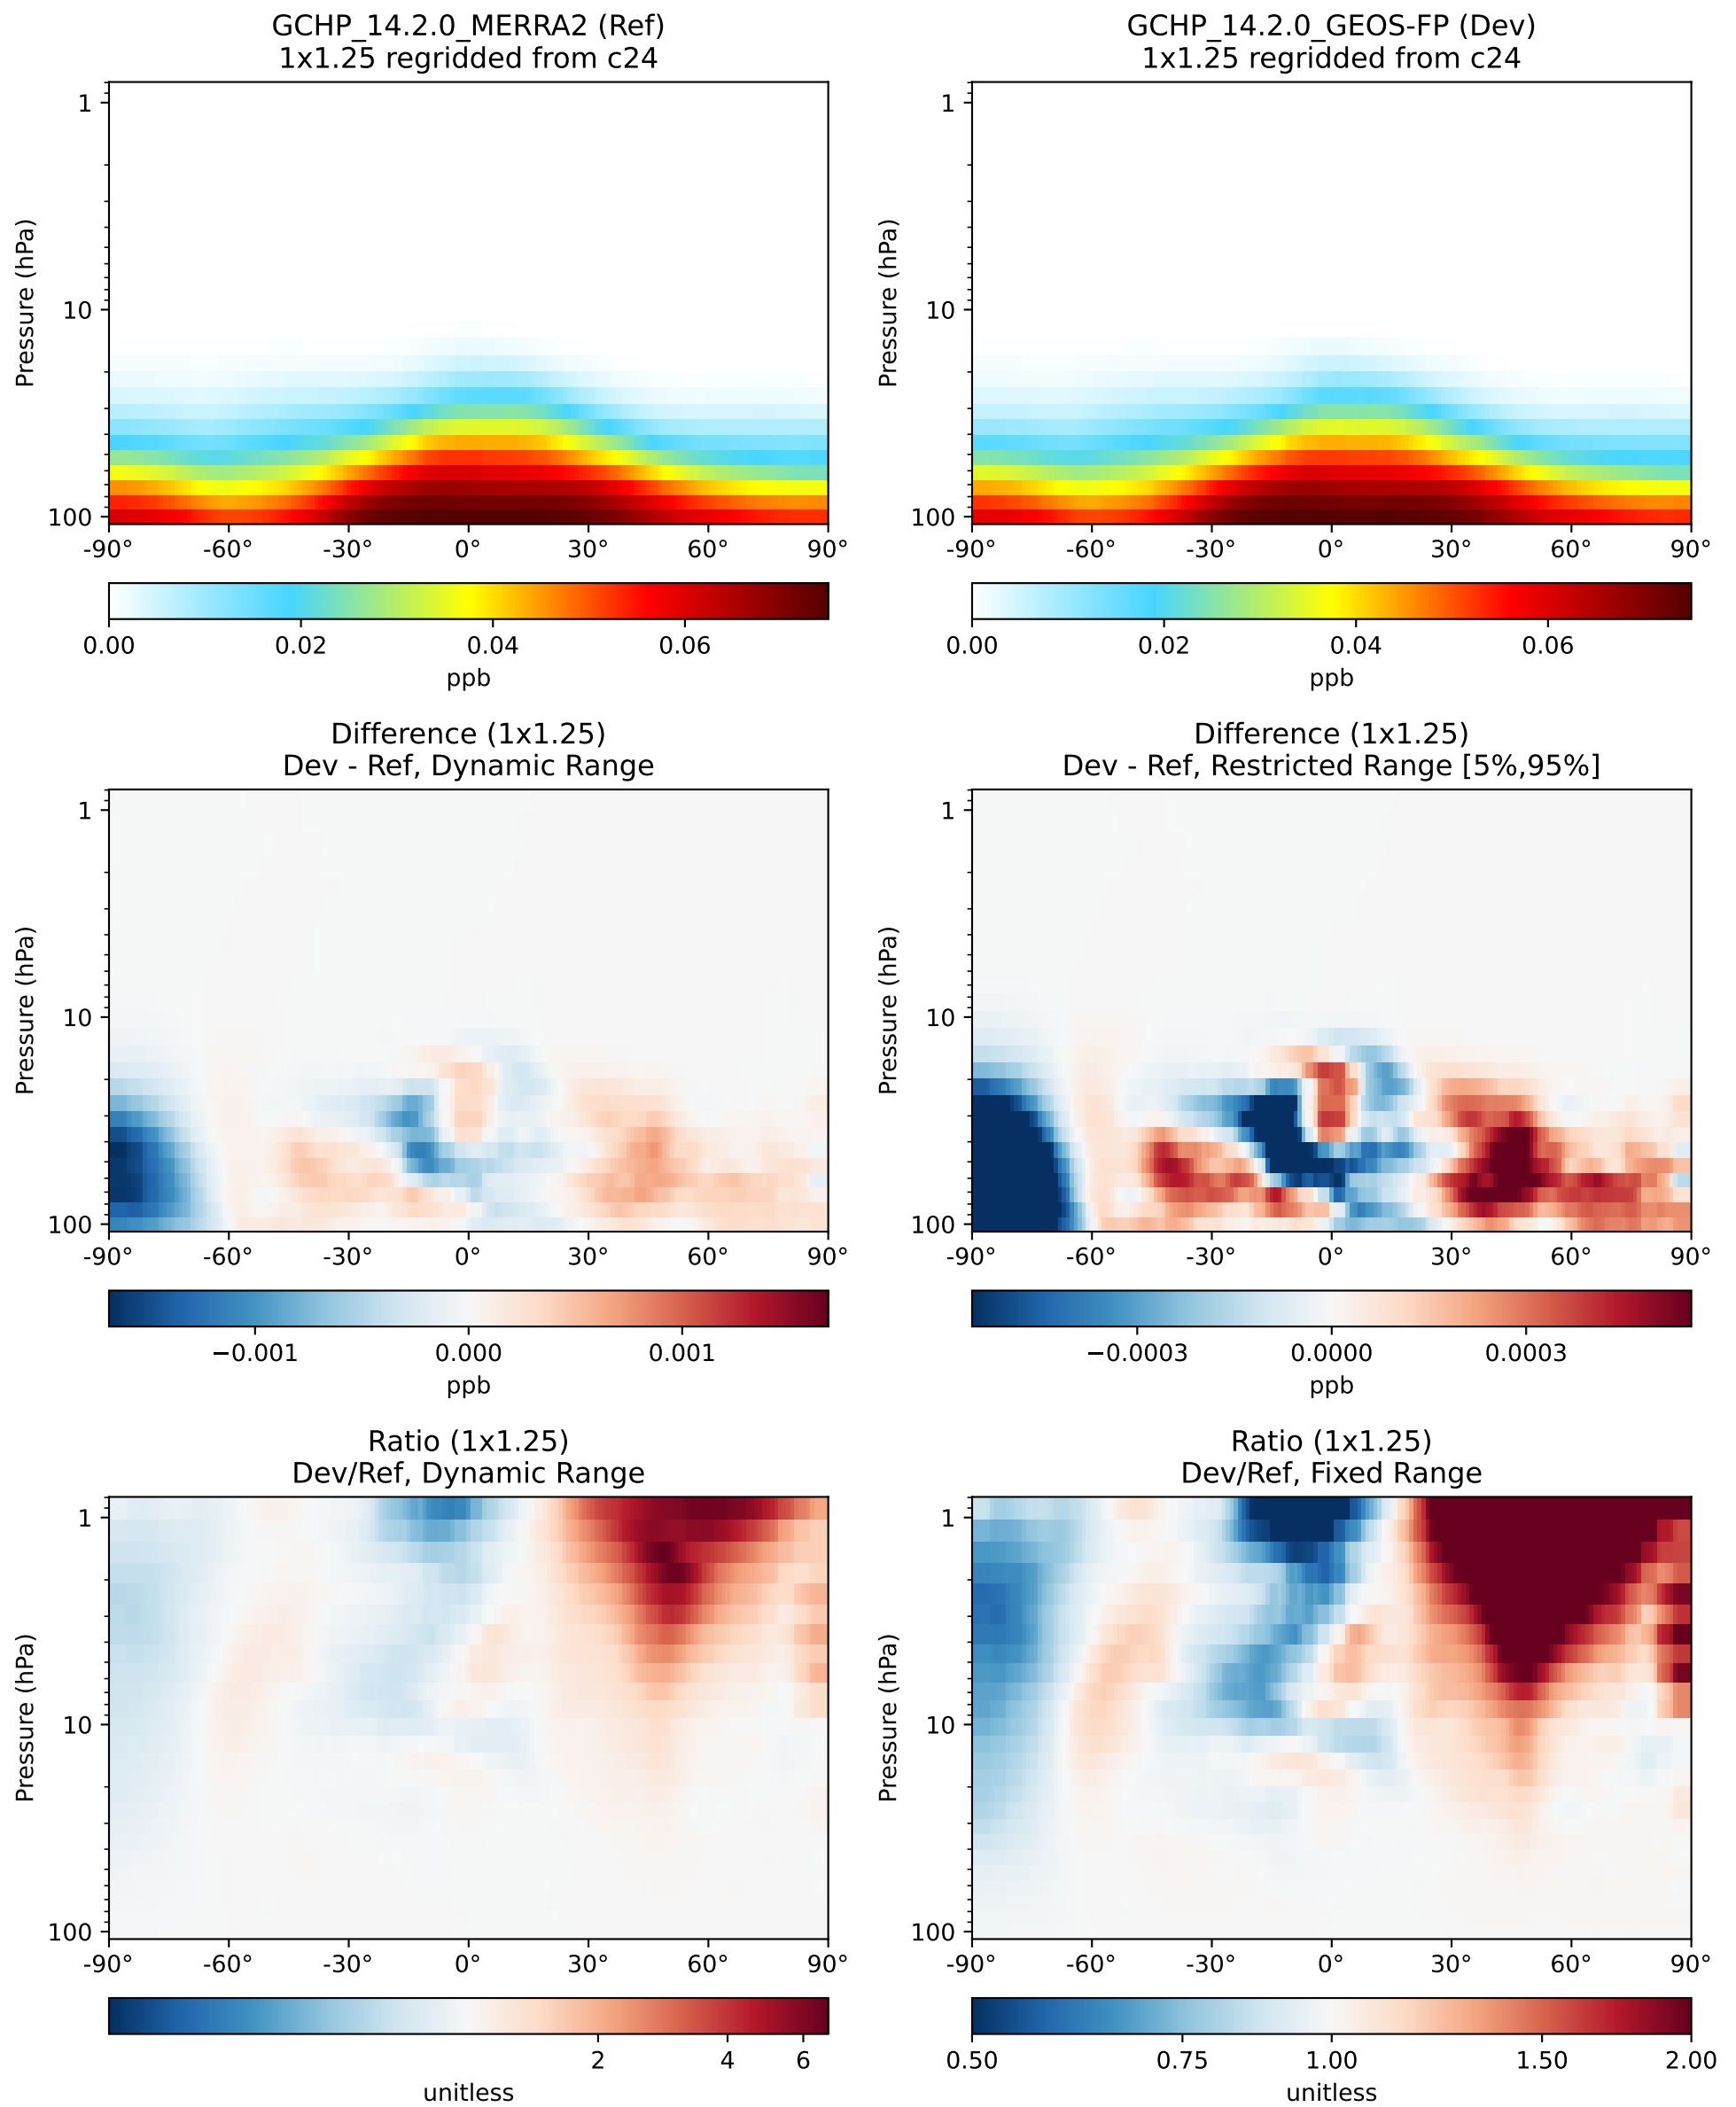 GCHP_14.2.0_MERRA2 (Ref)
1x1.25 regridded from c24
Pressure (hPa)
1
10
100
-90° -60° -30° 0° 30° 60° 90°
0.00 0.02 0.04 0.06
ppb
GCHP_14.2.0_GEOS-FP (Dev)
1x1.25 regridded from c24
Pressure (hPa)
1
10
100
-90° -60° -30° 0° 30° 60° 90°
0.00 0.02 0.04 0.06
ppb
Difference (1x1.25)
Dev - Ref, Dynamic Range
Pressure (hPa)
1
10
100
-90° -60° -30° 0° 30° 60° 90°
−0.001 0.000 0.001
ppb
Difference (1x1.25)
Dev - Ref, Restricted Range [5%,95%]
Pressure (hPa)
1
10
100
-90° -60° -30° 0° 30° 60° 90°
−0.0003 0.0000 0.0003
ppb
Ratio (1x1.25)
Dev/Ref, Dynamic Range
Pressure (hPa)
1
10
100
-90° -60° -30° 0° 30° 60° 90°
2 4 6
unitless
Ratio (1x1.25)
Dev/Ref, Fixed Range
Pressure (hPa)
1
10
100
-90° -60° -30° 0° 30° 60° 90°
0.50 0.75 1.00 1.50 2.00
unitless